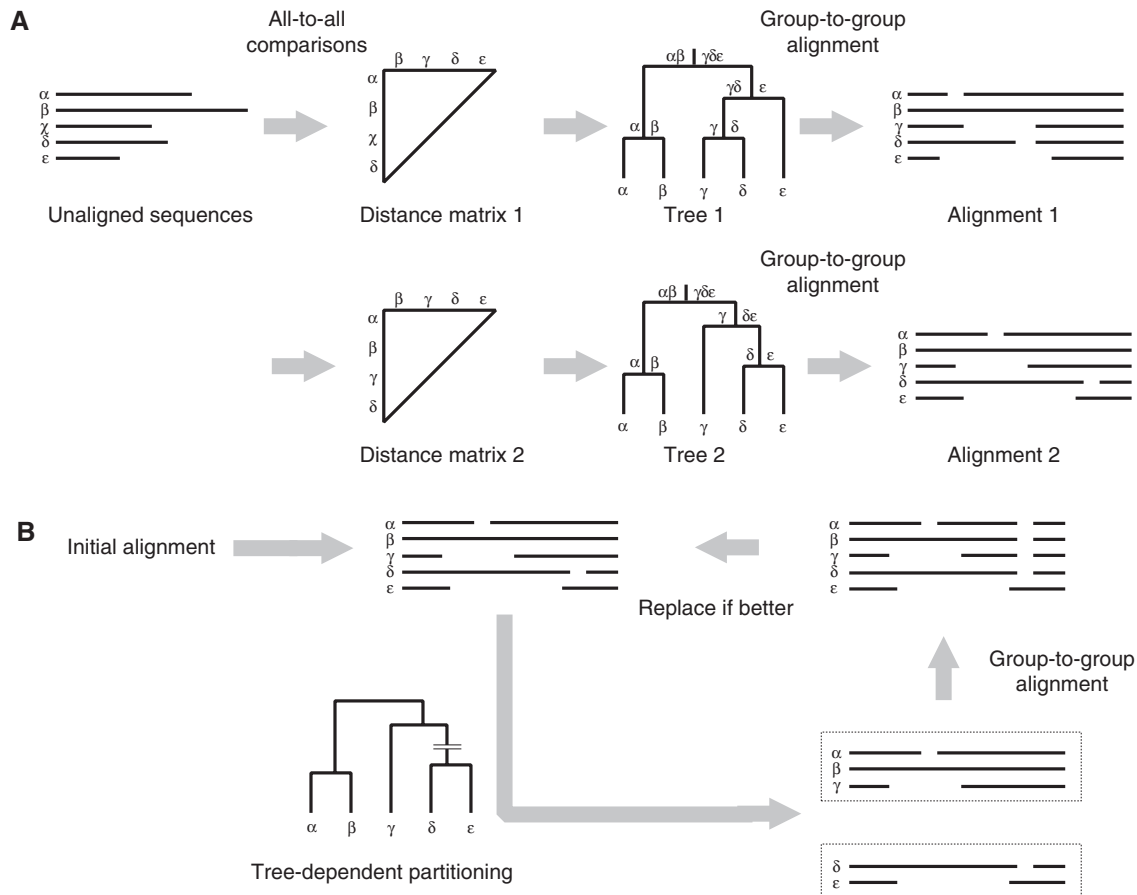 A
All-to-all
comparisons
Group-to-group
alignment
α
β
χ
δ
ε
Unaligned sequences
β γ δ ε
α
β
χ
δ
Distance matrix 1
αβ γδε
γδ ε
α β γ δ
α β γ δ ε
Tree 1
α
β
γ
δ
ε
Alignment 1
Group-to-group
alignment
β γ δ ε
α
β
γ
δ
Distance matrix 2
αβ γδε
γ δε
α β δ ε
α β γ δ ε
Tree 2
α
β
γ
δ
ε
Alignment 2
B
Initial alignment
α
β
γ
δ
ε
Replace if better
α
β
γ
δ
ε
Group-to-group
alignment
α β γ δ ε
Tree-dependent partitioning
α
β
γ
δ
ε